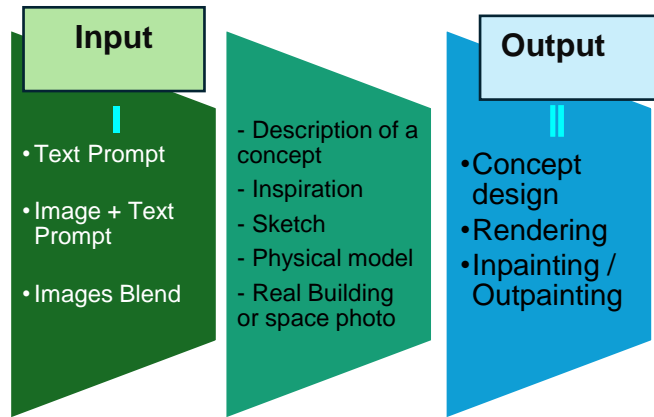 Input
I
• Text Prompt
• Image + Text
Prompt
• Images Blend
- Description of a
concept
- Inspiration
- Sketch
- Physical model
- Real Building
or space photo
Output
II
•Concept
design
•Rendering
•Inpainting /
Outpainting